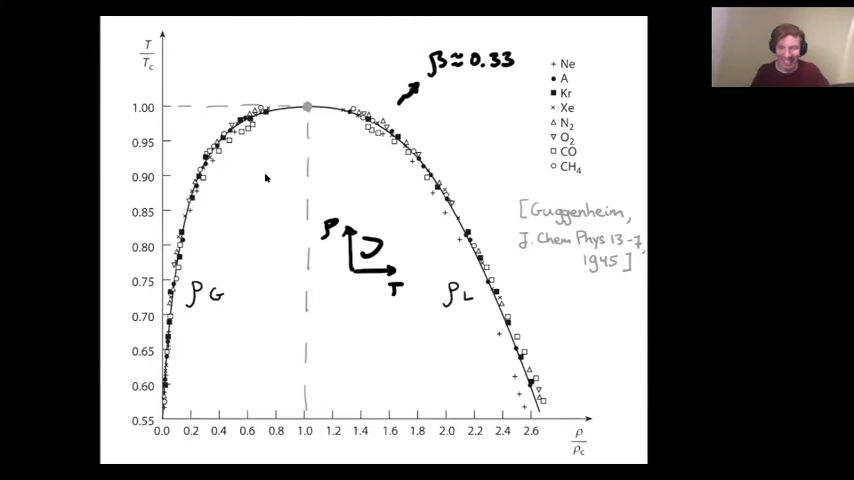 T
Tc
β≈0.33
+ Ne
• A
■ Kr
× Xe
△ N2
▽ O2
□ CO
○ CH4
1.00
0.95
0.90
0.85
0.80
0.75
0.70
0.65
0.60
0.55
[Guggenheim,
J. Chem Phys 13-7,
1945]
ρ
T
ρG
ρL
0.0 0.2 0.4 0.6 0.8 1.0 1.2 1.4 1.6 1.8 2.0 2.2 2.4 2.6
ρ
ρc